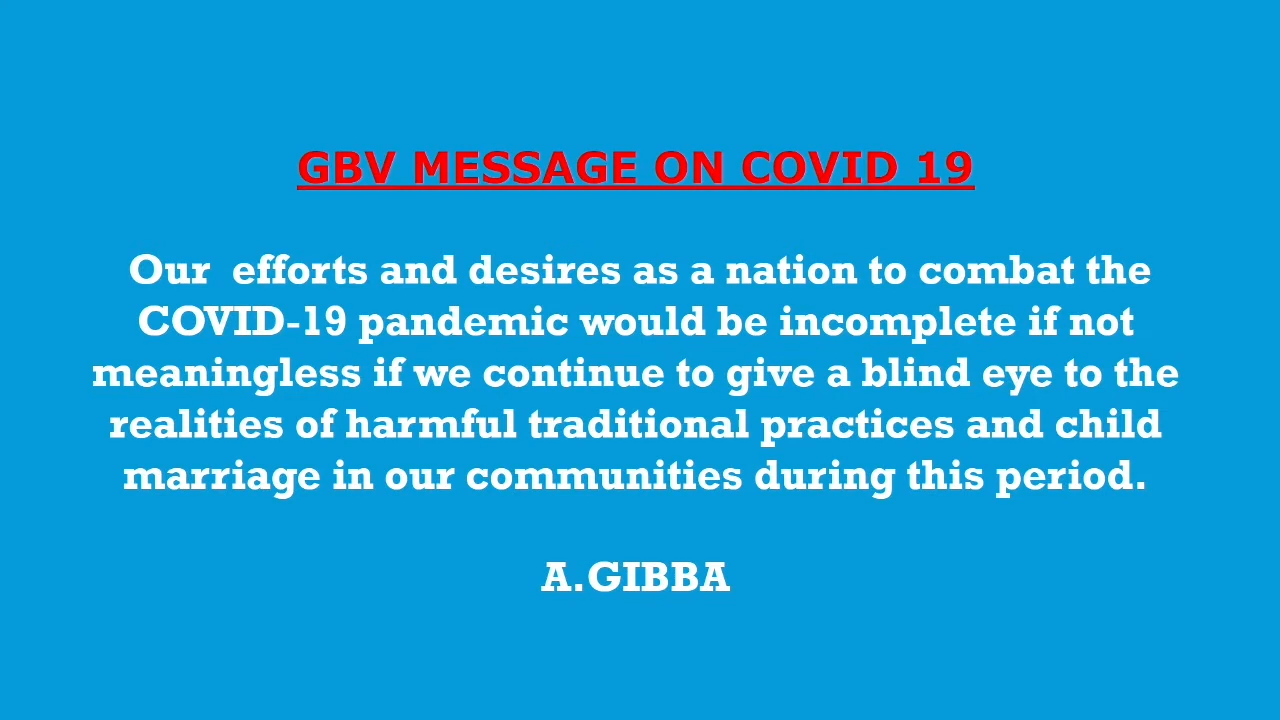 GBV MESSAGE ON COVID 19
Our  efforts and desires as a nation to combat the
COVID-19 pandemic would be incomplete if not
meaningless if we continue to give a blind eye to the
realities of harmful traditional practices and child
marriage in our communities during this period.
A.GIBBA